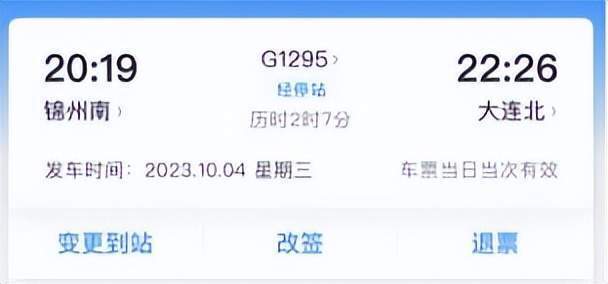 20:19 G1295 22:26
锦州南 经停站 大连北
历时2时7分
发车时间：2023.10.04 星期三 车票当日当次有效
变更到站 改签 退票